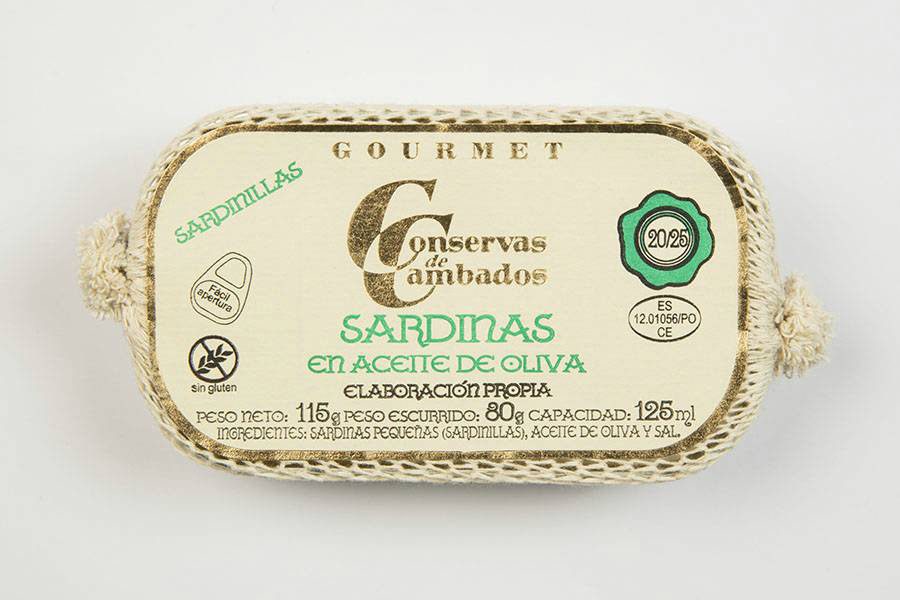 GOURMET
SARDINILLAS
Conservas
de
Cambados
20/25
Fácil
apertura
ES
12.01056/PO
CE
SARDINAS
EN ACEITE DE OLIVA
sin gluten
ELABORACIÓN PROPIA
PESO NETO: 115g PESO ESCURRIDO: 80g CAPACIDAD: 125 ml
INGREDIENTES: SARDINAS PEQUEÑAS (SARDINILLAS), ACEITE DE OLIVA Y SAL.